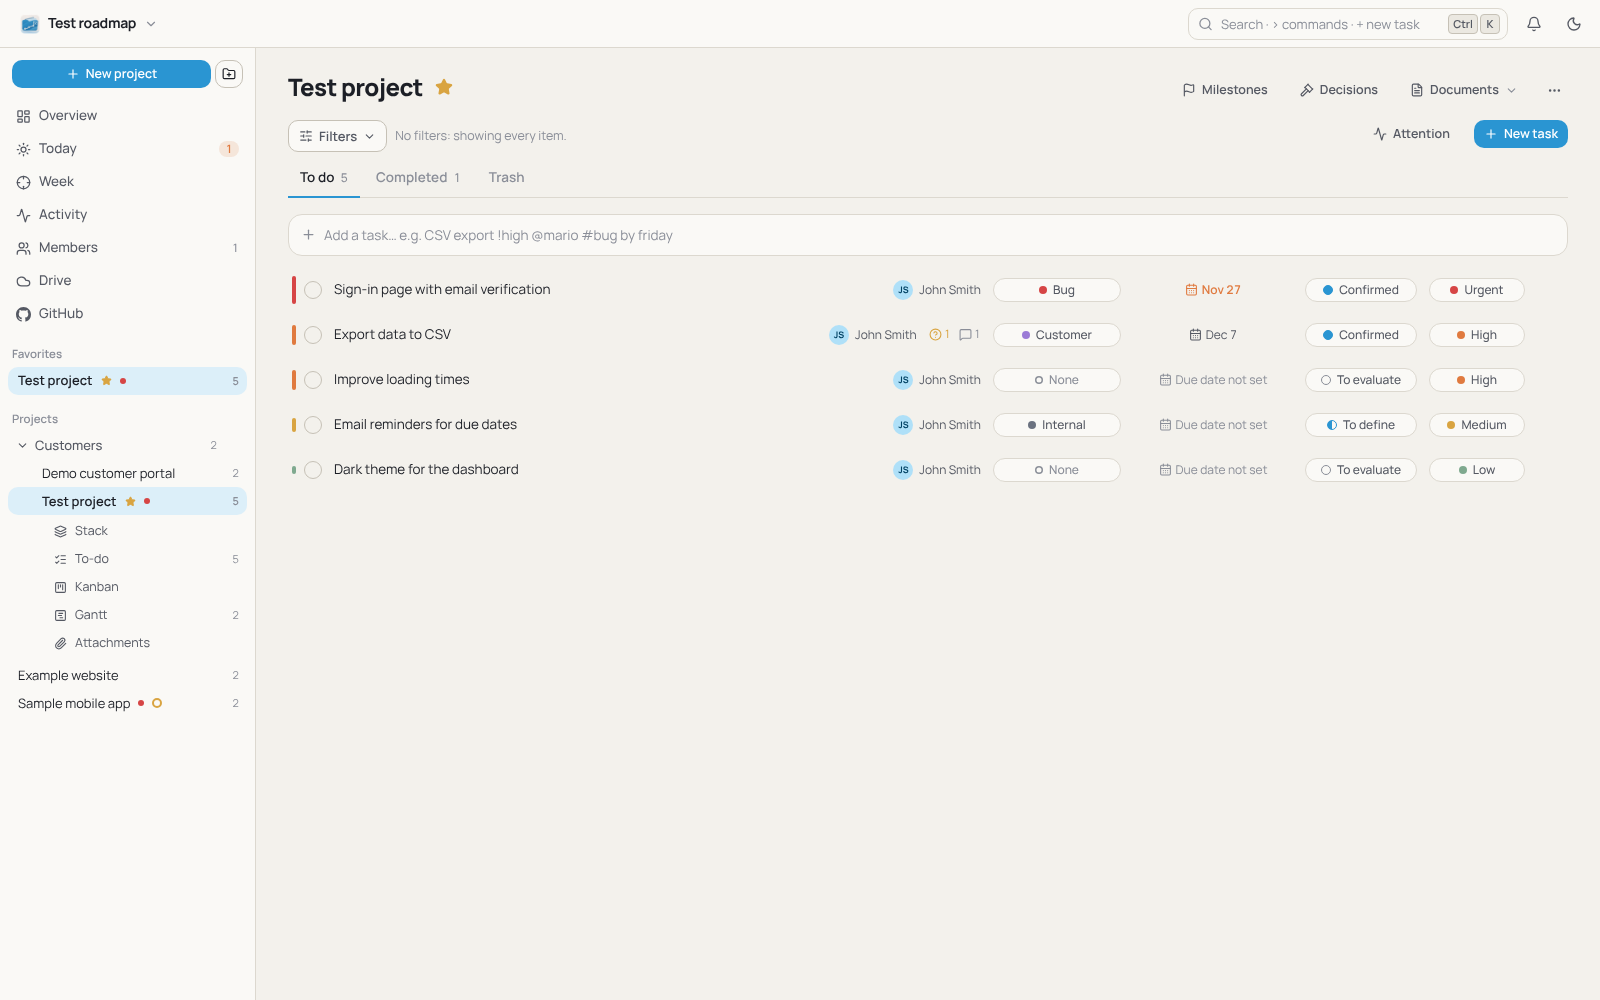 Test roadmap
Search · > commands · + new task Ctrl K
New project
Overview
Today 1
Week
Activity
Members 1
Drive
GitHub
Favorites
Test project 5
Projects
Customers 2
Demo customer portal 2
Test project 5
Stack
To-do 5
Kanban
Gantt 2
Attachments
Example website 2
Sample mobile app 2
Test project
Milestones Decisions Documents ...
Filters No filters: showing every item.
Attention New task
To do 5 Completed 1 Trash
Add a task... e.g. CSV export !high @mario #bug by friday
Sign-in page with email verification JS John Smith Bug Nov 27 Confirmed Urgent
Export data to CSV JS John Smith 1 1 Customer Dec 7 Confirmed High
Improve loading times JS John Smith None Due date not set To evaluate High
Email reminders for due dates JS John Smith Internal Due date not set To define Medium
Dark theme for the dashboard JS John Smith None Due date not set To evaluate Low